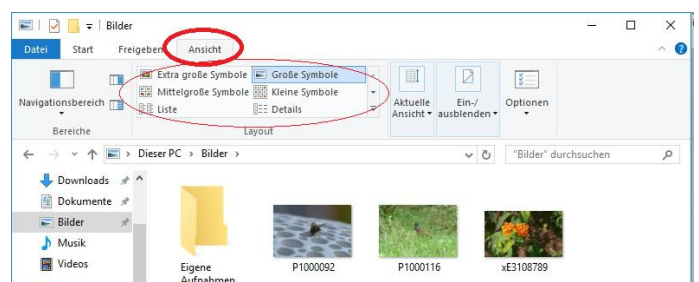 Bilder
Datei Start Freigeben Ansicht
Extra große Symbole Große Symbole
Mittelgroße Symbole Kleine Symbole
Liste Details
Navigationsbereich
Aktuelle Ansicht
Ein-/ausblenden
Optionen
Bereiche Layout
Dieser PC > Bilder >
"Bilder" durchsuchen
Downloads
Dokumente
Bilder
Musik
Videos
Eigene
Aufnahmen
P1000092
P1000116
xE3108789